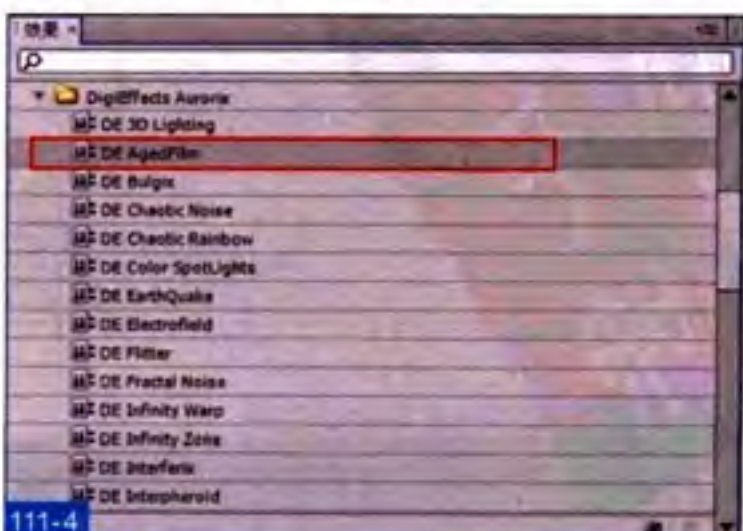 效果
DigiEffects Aurorix
DE 3D Lighting
DE AgedFilm
DE Bulgix
DE Chaotic Noise
DE Chaotic Rainbow
DE Color SpotLights
DE EarthQuake
DE Electrofield
DE Flitter
DE Fractal Noise
DE Infinity Warp
DE Infinity Zone
DE Interferix
DE Interpheroid
111-4